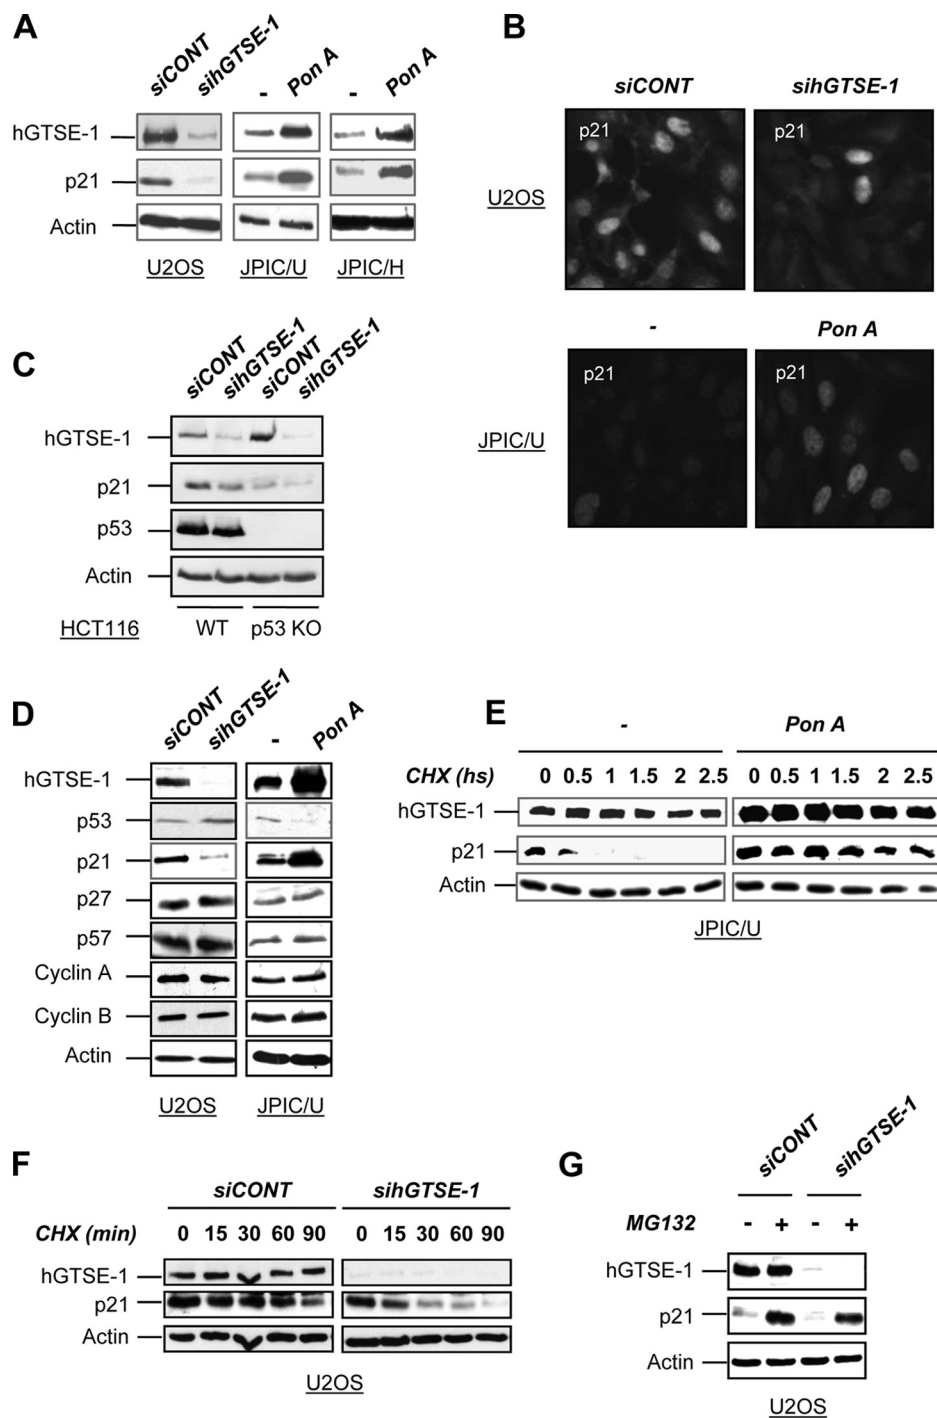 A
siCONT sihGTSE-1 - Pon A - Pon A
hGTSE-1
p21
Actin
U2OS JPIC/U JPIC/H
B
siCONT sihGTSE-1
p21 p21
U2OS
- Pon A
p21 p21
JPIC/U
C
siCONT sihGTSE-1 siCONT sihGTSE-1
hGTSE-1
p21
p53
Actin
WT p53 KO
HCT116
D
siCONT sihGTSE-1 - Pon A
hGTSE-1
p53
p21
p27
p57
Cyclin A
Cyclin B
Actin
U2OS JPIC/U
E
- Pon A
CHX (hs) 0 0.5 1 1.5 2 2.5 0 0.5 1 1.5 2 2.5
hGTSE-1
p21
Actin
JPIC/U
F
siCONT sihGTSE-1
CHX (min) 0 15 30 60 90 0 15 30 60 90
hGTSE-1
p21
Actin
U2OS
G
siCONT sihGTSE-1
MG132 - + - +
hGTSE-1
p21
Actin
U2OS